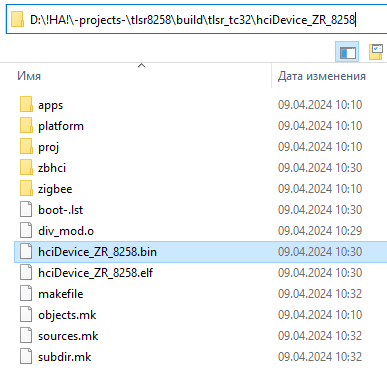 D:\!HA!\-projects-\tlsr8258\build\tlsr_tc32\hciDevice_ZR_8258
Имя Дата изменения
apps 09.04.2024 10:10
platform 09.04.2024 10:10
proj 09.04.2024 10:10
zbhci 09.04.2024 10:30
zigbee 09.04.2024 10:10
boot-.lst 09.04.2024 10:30
div_mod.o 09.04.2024 10:29
hciDevice_ZR_8258.bin 09.04.2024 10:30
hciDevice_ZR_8258.elf 09.04.2024 10:30
makefile 09.04.2024 10:32
objects.mk 09.04.2024 10:10
sources.mk 09.04.2024 10:32
subdir.mk 09.04.2024 10:32